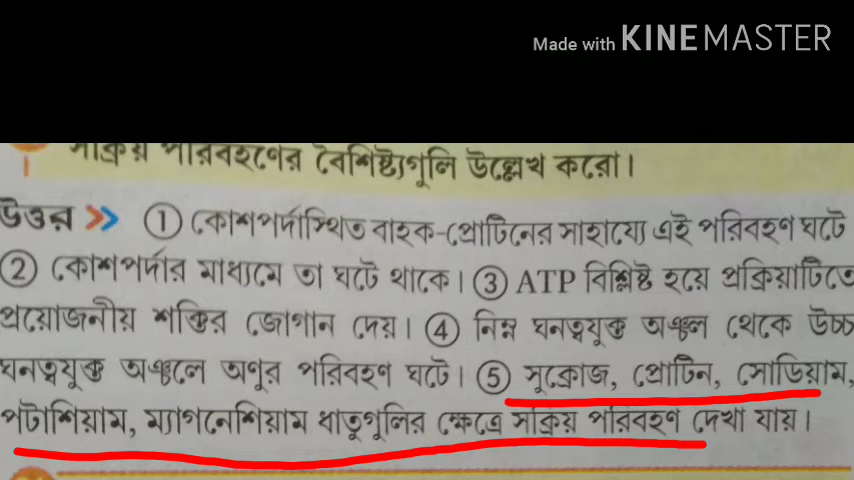 Made with KINEMASTER
সক্রিয় পরিবহণের বৈশিষ্ট্যগুলি উল্লেখ করো।
উত্তর >> ① কোশপর্দাস্থিত বাহক-প্রোটিনের সাহায্যে এই পরিবহণ ঘটে
② কোশপর্দার মাধ্যমে তা ঘটে থাকে। ③ ATP বিশ্লিষ্ট হয়ে প্রক্রিয়াটিতে
প্রয়োজনীয় শক্তির জোগান দেয়। ④ নিম্ন ঘনত্বযুক্ত অঞ্চল থেকে উচ্চ
ঘনত্বযুক্ত অঞ্চলে অণুর পরিবহণ ঘটে। ⑤ সুক্রোজ, প্রোটিন, সোডিয়াম,
পটাশিয়াম, ম্যাগনেশিয়াম ধাতুগুলির ক্ষেত্রে সক্রিয় পরিবহণ দেখা যায়।